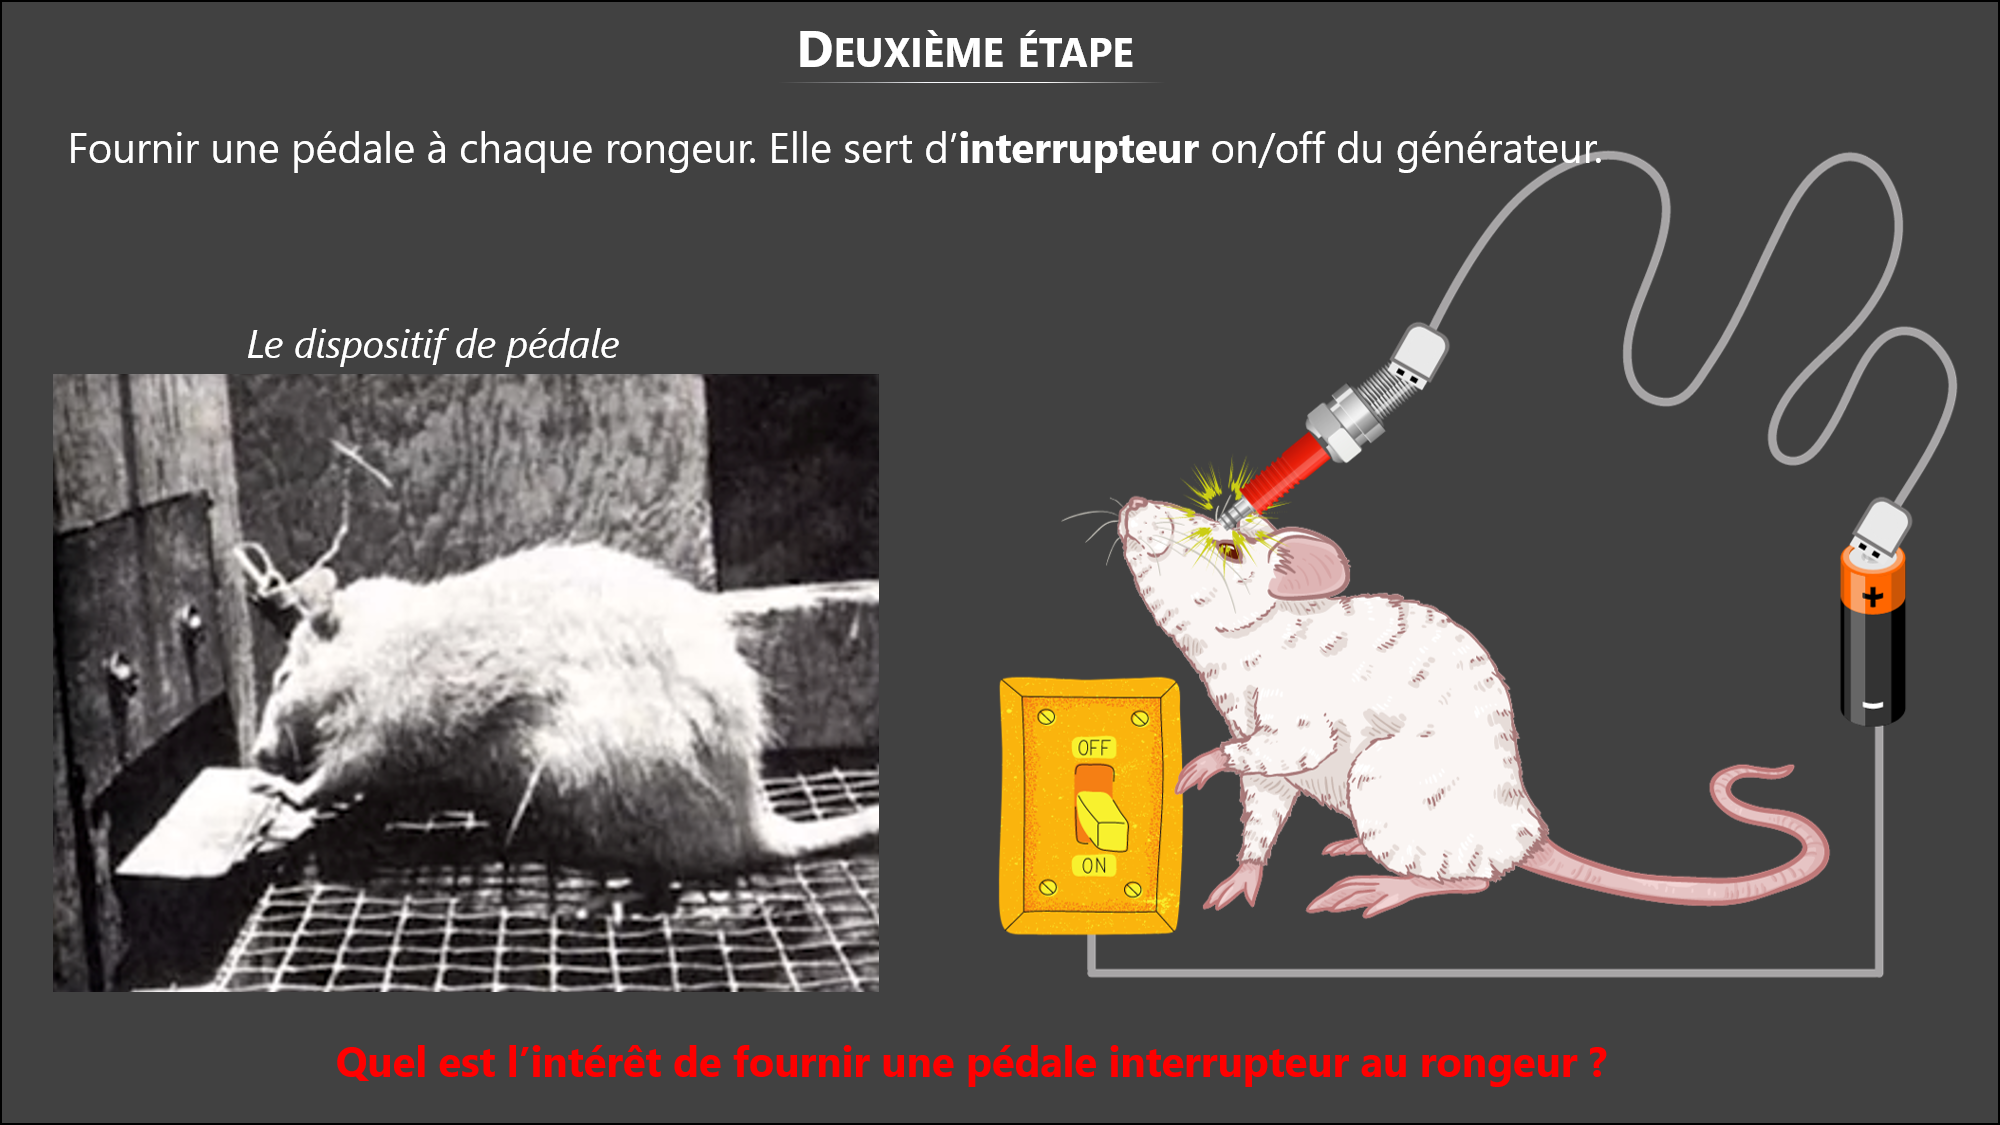 DEUXIÈME ÉTAPE
Fournir une pédale à chaque rongeur. Elle sert d’interrupteur on/off du générateur.
Le dispositif de pédale
OFF
ON
+
−
Quel est l’intérêt de fournir une pédale interrupteur au rongeur ?